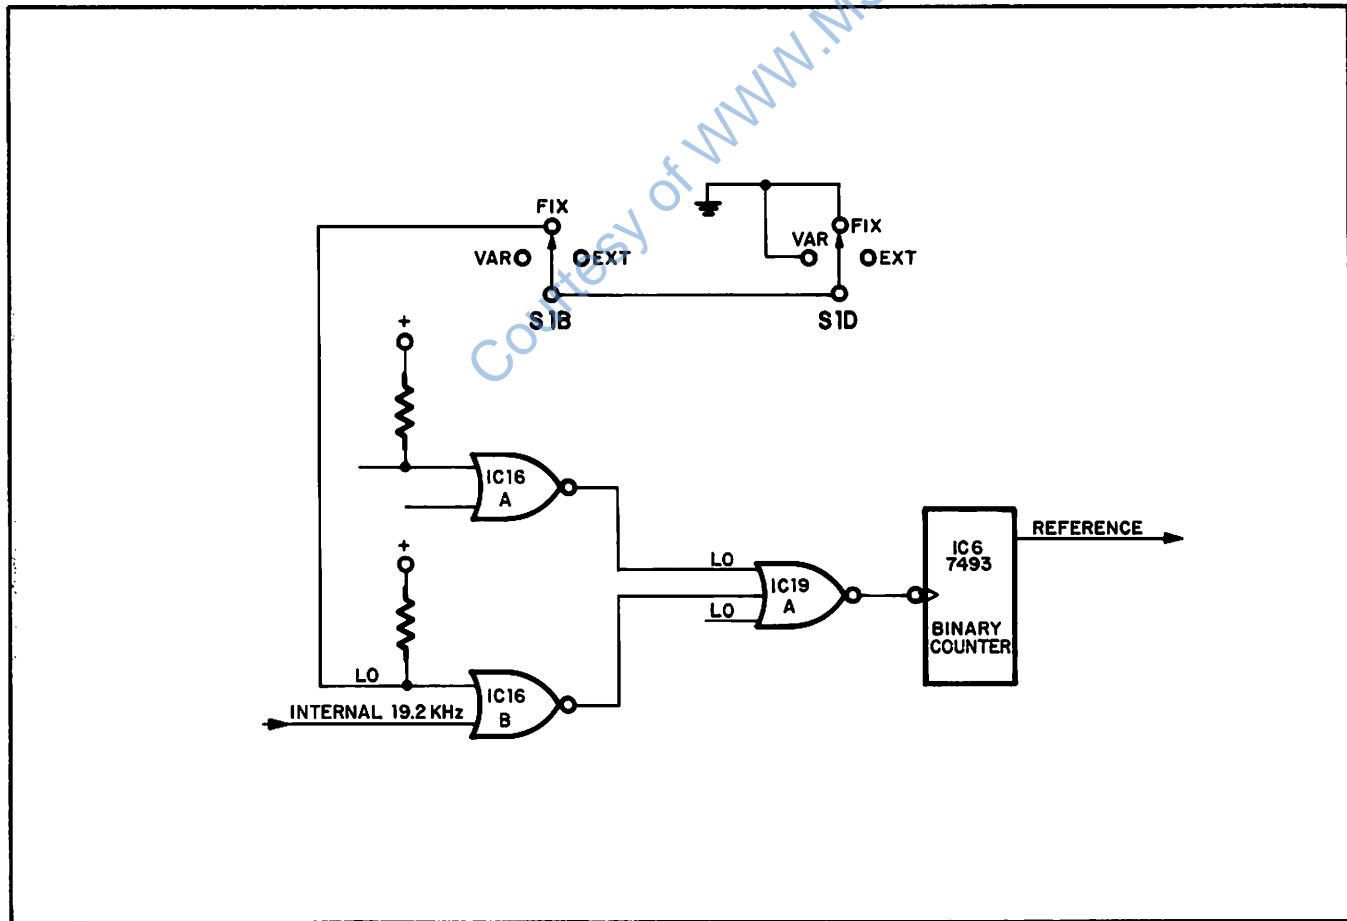 Courtesy of WWW.Ms
FIX
VAR
EXT
S1B
VAR
FIX
EXT
S1D
+
IC16
A
+
LO
IC16
B
INTERNAL 19.2 KHz
LO
LO
IC19
A
IC6
7493
BINARY
COUNTER
REFERENCE